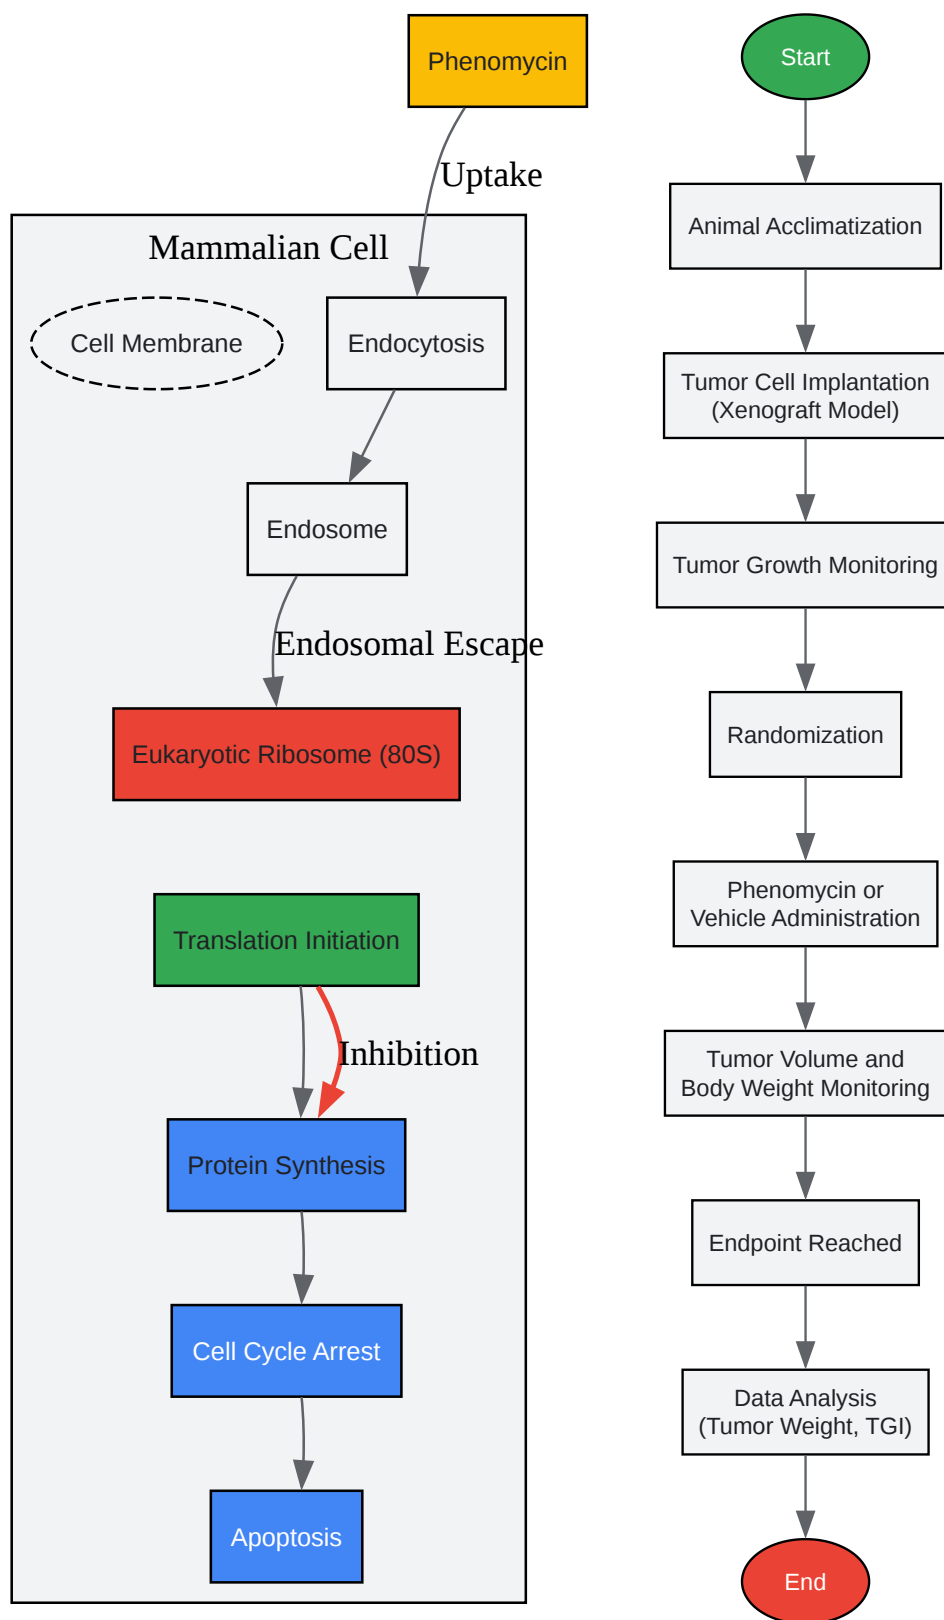 Phenomycin
Uptake
Mammalian Cell
Cell Membrane
Endocytosis
Endosome
Endosomal Escape
Eukaryotic Ribosome (80S)
Translation Initiation
Inhibition
Protein Synthesis
Cell Cycle Arrest
Apoptosis
Start
Animal Acclimatization
Tumor Cell Implantation
(Xenograft Model)
Tumor Growth Monitoring
Randomization
Phenomycin or
Vehicle Administration
Tumor Volume and
Body Weight Monitoring
Endpoint Reached
Data Analysis
(Tumor Weight, TGI)
End